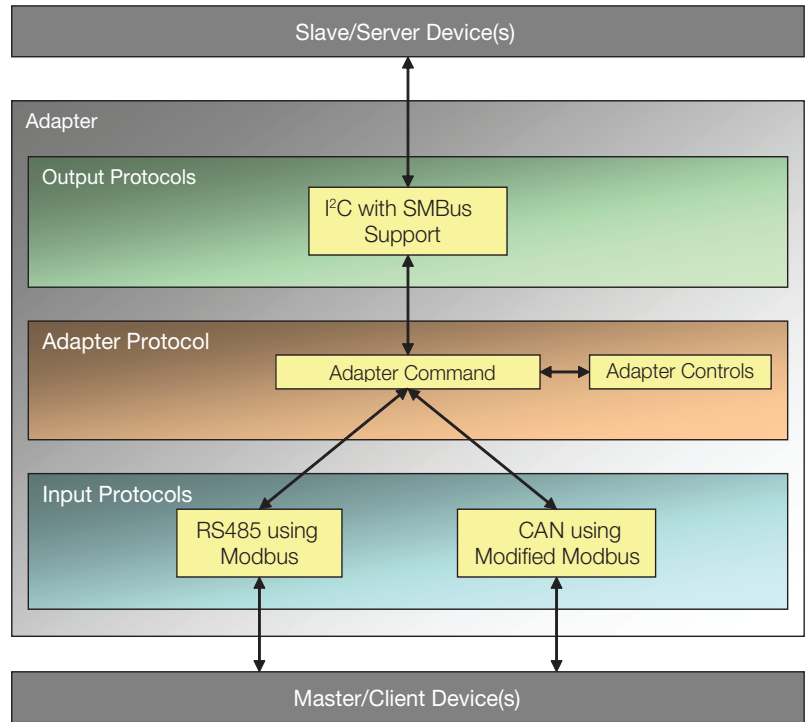 Slave/Server Device(s)
Adapter
Output Protocols
I²C with SMBus
Support
Adapter Protocol
Adapter Command
Adapter Controls
Input Protocols
RS485 using
Modbus
CAN using
Modified Modbus
Master/Client Device(s)